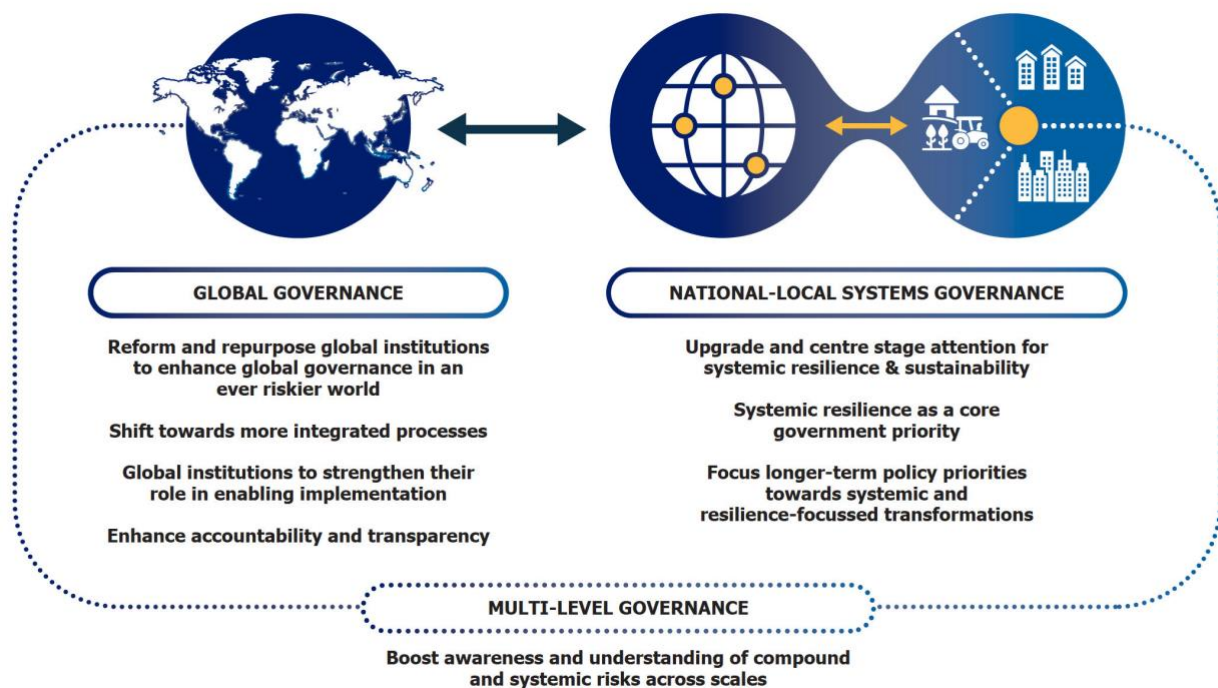 GLOBAL GOVERNANCE
Reform and repurpose global institutions
to enhance global governance in an
ever riskier world
Shift towards more integrated processes
Global institutions to strengthen their
role in enabling implementation
Enhance accountability and transparency
NATIONAL-LOCAL SYSTEMS GOVERNANCE
Upgrade and centre stage attention for
systemic resilience & sustainability
Systemic resilience as a core
government priority
Focus longer-term policy priorities
towards systemic and
resilience-focussed transformations
MULTI-LEVEL GOVERNANCE
Boost awareness and understanding of compound
and systemic risks across scales